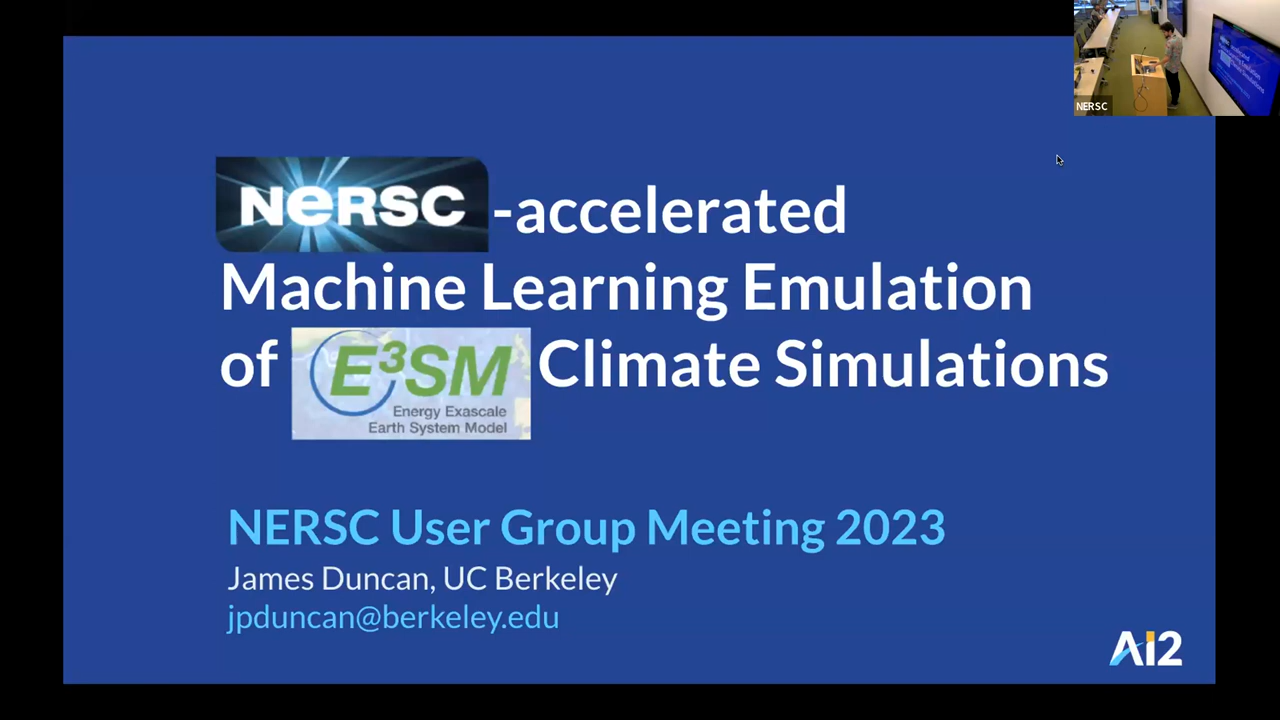 NERSC
NERSC -accelerated
Machine Learning Emulation
of E³SM Climate Simulations
Energy Exascale
Earth System Model
NERSC User Group Meeting 2023
James Duncan, UC Berkeley
jpduncan@berkeley.edu
AI2